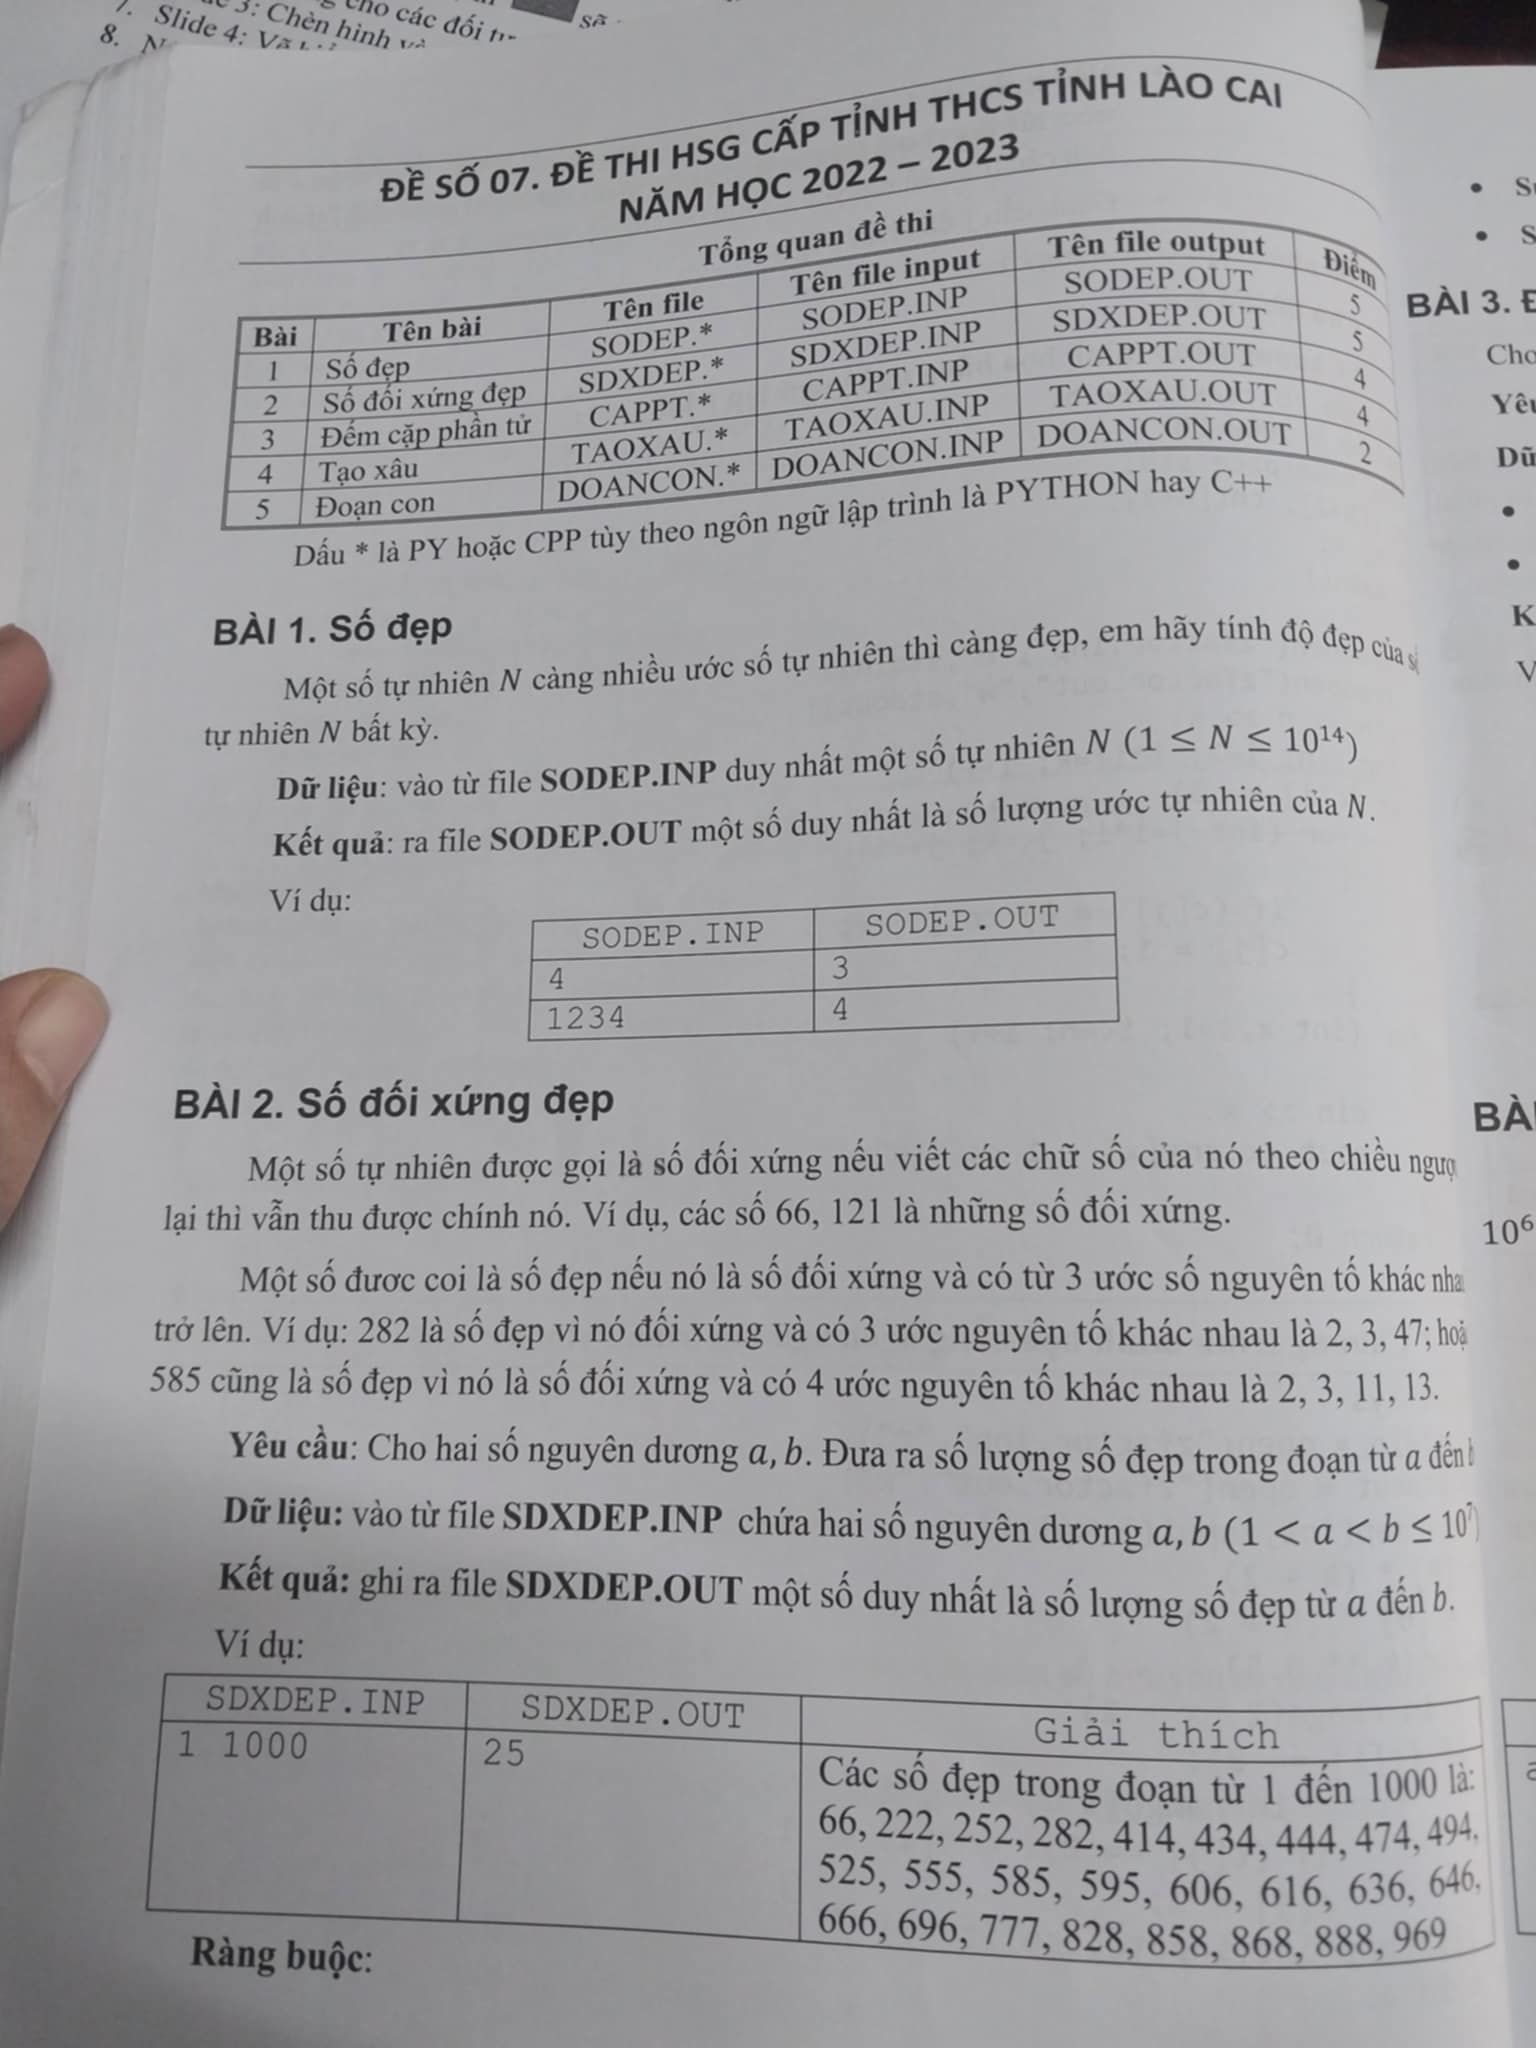 7. Slide 3: Chèn hình
Slide 4:
8.
cho các đối
ĐỀ SỐ 07. ĐỀ THI HSG CẤP TỈNH THCS TỈNH LÀO CAI
NĂM HỌC 2022 – 2023
Tổng quan đề thi
Bài Tên bài Tên file Tên file input Tên file output Điểm
1 Số đẹp SODEP.* SODEP.INP SODEP.OUT 5
2 Số đối xứng đẹp SDXDEP.* SDXDEP.INP SDXDEP.OUT 5
3 Đếm cặp phần tử CAPPT.* CAPPT.INP CAPPT.OUT 4
4 Tạo xâu TAOXAU.* TAOXAU.INP TAOXAU.OUT 4
5 Đoạn con DOANCON.* DOANCON.INP DOANCON.OUT 2
Dấu * là PY hoặc CPP tùy theo ngôn ngữ lập trình là PYTHON hay C++
BÀI 1. Số đẹp
Một số tự nhiên N càng nhiều ước số tự nhiên thì càng đẹp, em hãy tính độ đẹp của
tự nhiên N bất kỳ.
Dữ liệu: vào từ file SODEP.INP duy nhất một số tự nhiên N (1 ≤ N ≤ 10¹⁴)
Kết quả: ra file SODEP.OUT một số duy nhất là số lượng ước tự nhiên của N.
Ví dụ:
SODEP.INP SODEP.OUT
4 3
1234 4
BÀI 2. Số đối xứng đẹp
Một số tự nhiên được gọi là số đối xứng nếu viết các chữ số của nó theo chiều ngượ
lại thì vẫn thu được chính nó. Ví dụ, các số 66, 121 là những số đối xứng.
Một số đươc coi là số đẹp nếu nó là số đối xứng và có từ 3 ước số nguyên tố khác nha
trở lên. Ví dụ: 282 là số đẹp vì nó đối xứng và có 3 ước nguyên tố khác nhau là 2, 3, 47; hoặ
585 cũng là số đẹp vì nó là số đối xứng và có 4 ước nguyên tố khác nhau là 2, 3, 11, 13.
Yêu cầu: Cho hai số nguyên dương a, b. Đưa ra số lượng số đẹp trong đoạn từ a đến b
Dữ liệu: vào từ file SDXDEP.INP chứa hai số nguyên dương a, b (1 < a < b ≤ 10⁷)
Kết quả: ghi ra file SDXDEP.OUT một số duy nhất là số lượng số đẹp từ a đến b.
Ví dụ:
SDXDEP.INP SDXDEP.OUT Giải thích
1 1000 25 Các số đẹp trong đoạn từ 1 đến 1000 là:
66, 222, 252, 282, 414, 434, 444, 474, 494,
525, 555, 585, 595, 606, 616, 636, 646,
666, 696, 777, 828, 858, 868, 888, 969
Ràng buộc:
BÀI 3. Đ
Cho
Yêu
Dữ
K
V
BÀI
10⁶